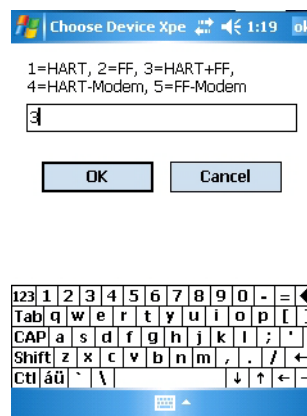 Choose Device Xpe 1:19 ok
1=HART, 2=FF, 3=HART+FF,
4=HART-Modem, 5=FF-Modem
3
OK Cancel
123 1 2 3 4 5 6 7 8 9 0 - =
Tab q w e r t y u i o p [ ]
CAP a s d f g h j k l ; '
Shift z x c v b n m , . /
Ctl áü ` \ ↓ ↑ ←